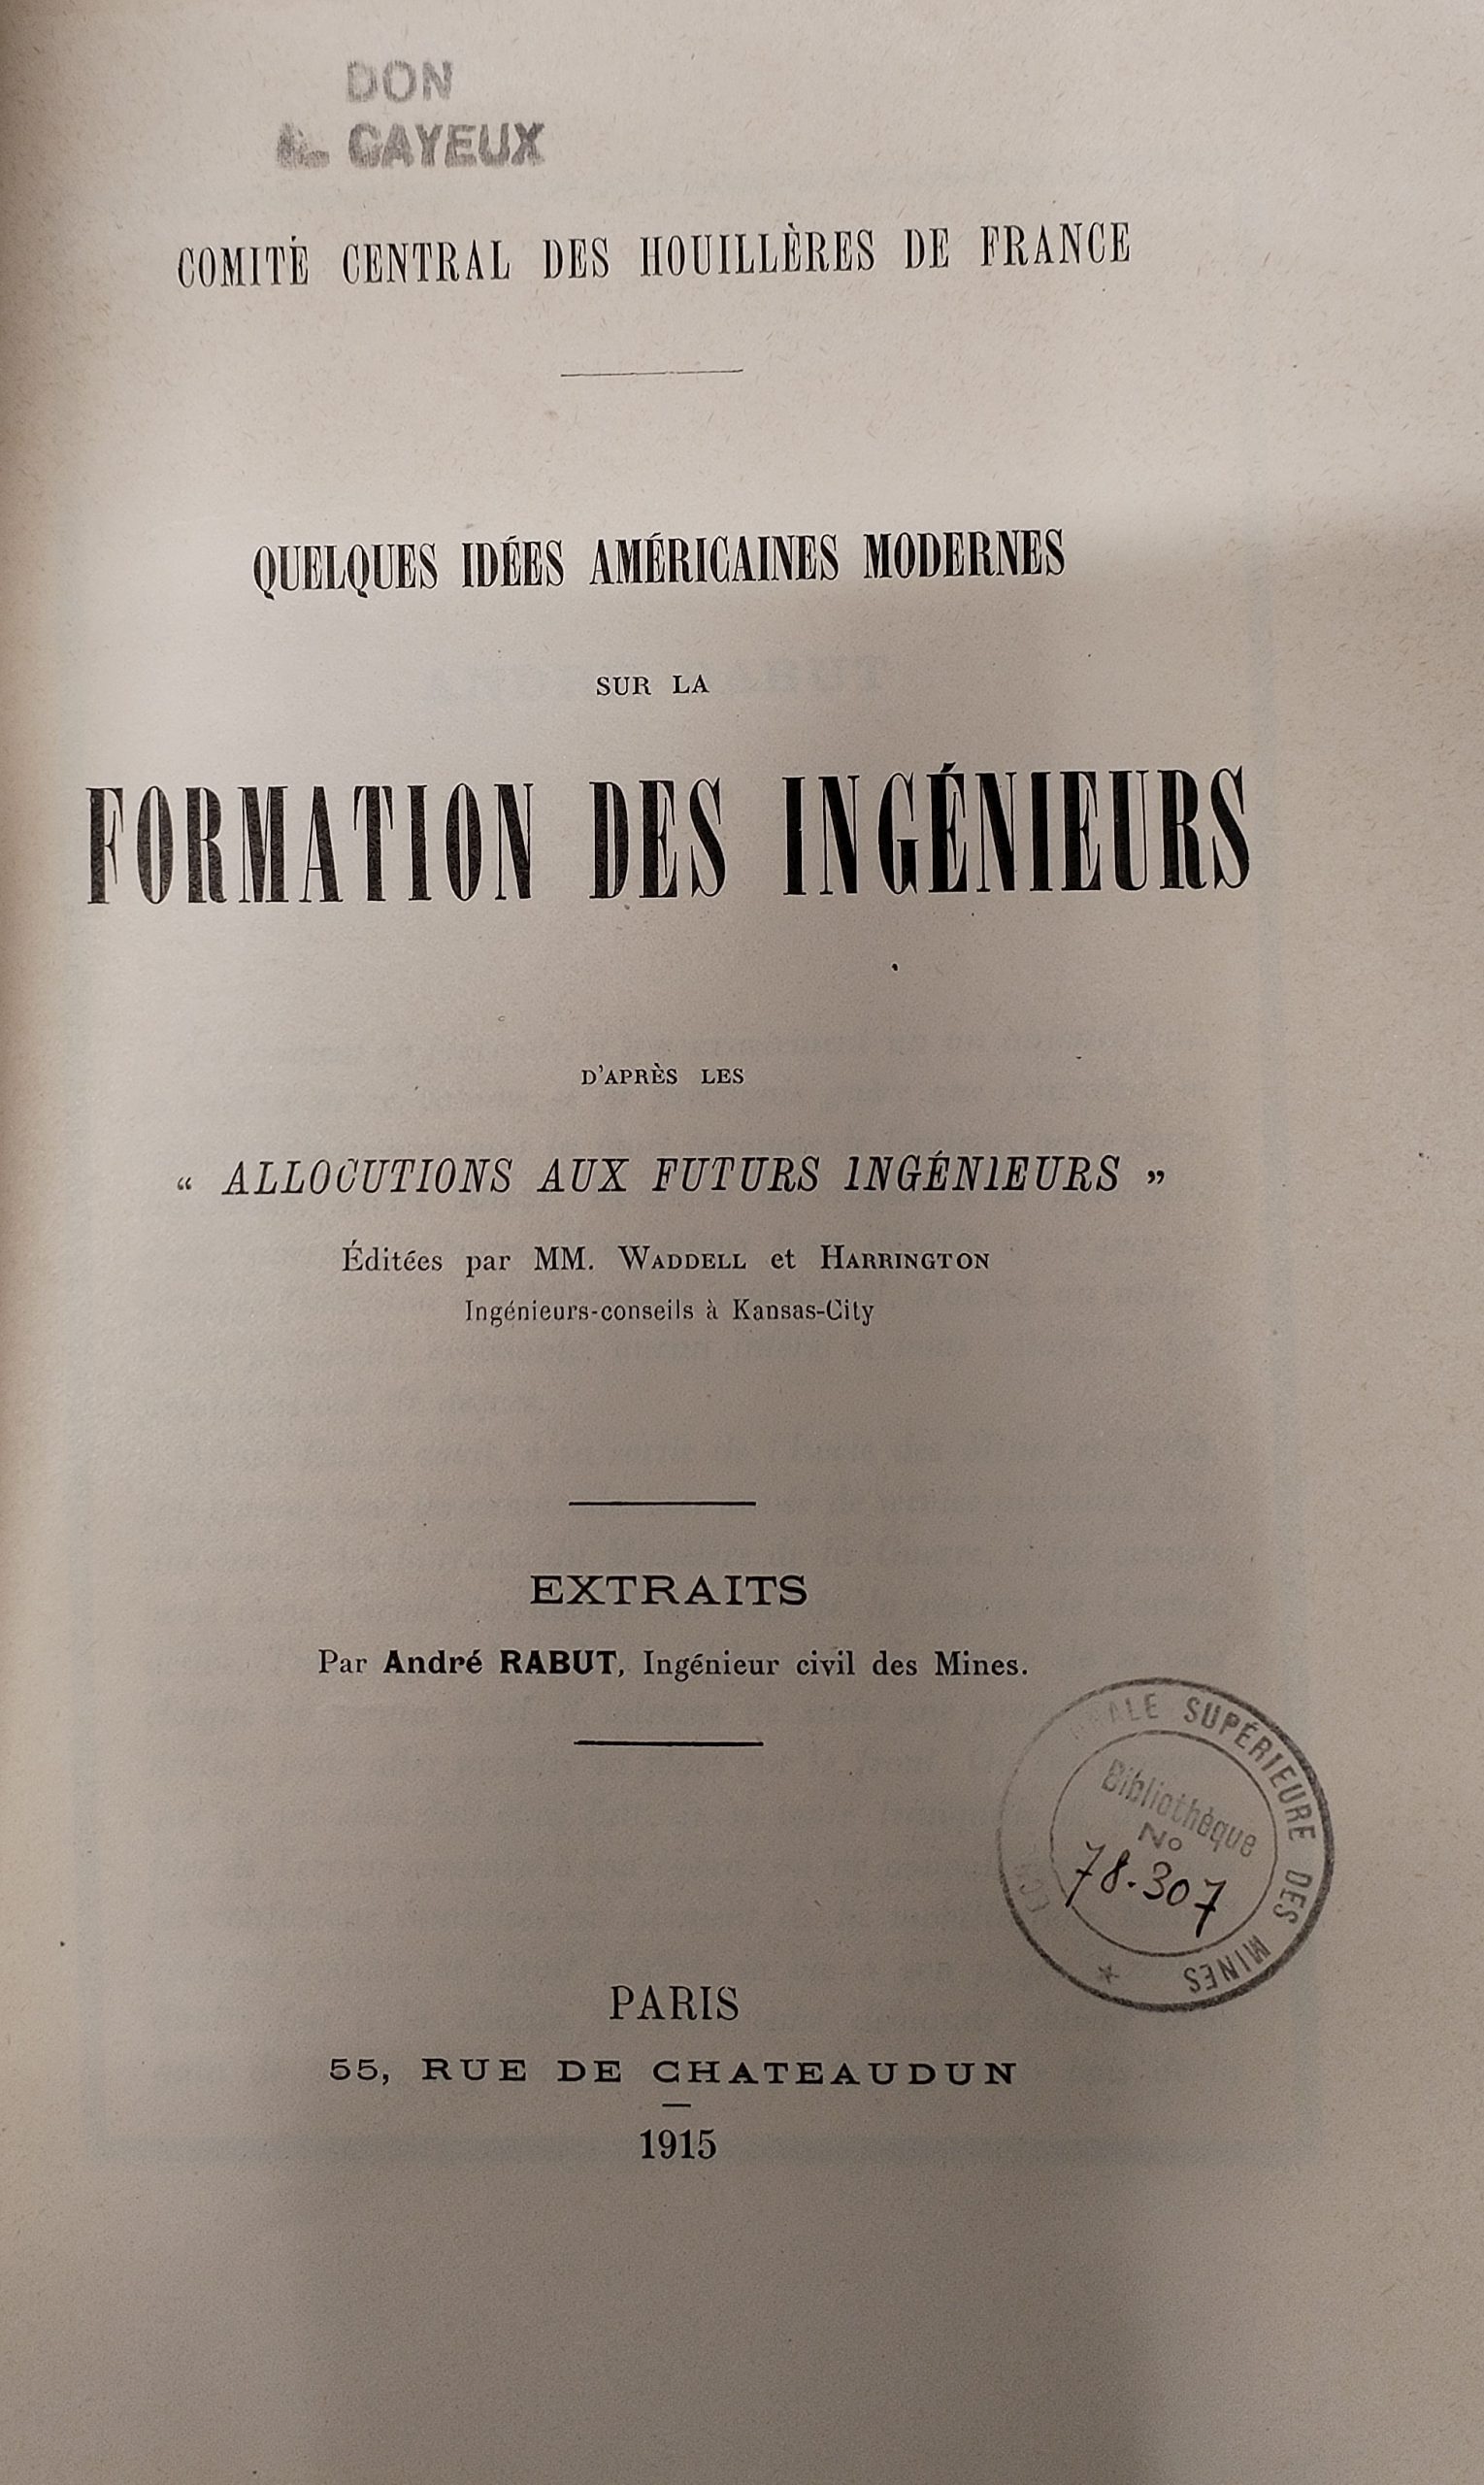 DON
CAYEUX
COMITÉ CENTRAL DES HOUILLÈRES DE FRANCE
QUELQUES IDÉES AMÉRICAINES MODERNES
SUR LA
FORMATION DES INGÉNIEURS
D'APRÈS LES
“ ALLOCUTIONS AUX FUTURS INGÉNIEURS ”
Éditées par MM. WADDELL et HARRINGTON
Ingénieurs-conseils à Kansas-City
EXTRAITS
Par André RABUT, Ingénieur civil des Mines.
SUPÉRIEURE DES MINES
Bibliothèque
No
78.307
PARIS
55, RUE DE CHATEAUDUN
1915